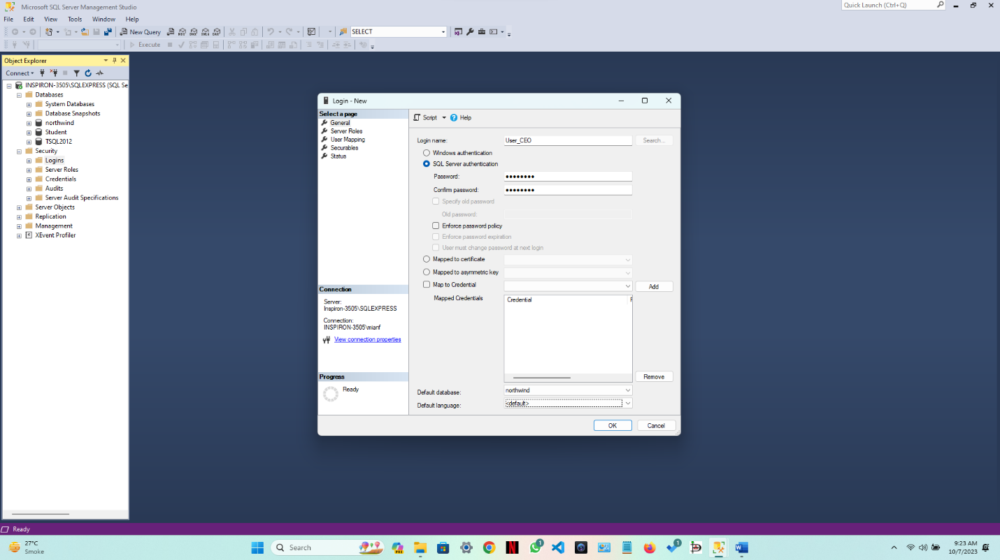 Microsoft SQL Server Management Studio
Quick Launch (Ctrl+Q)
File Edit View Tools Window Help
New Query
SELECT
Execute
Object Explorer
Connect
INSPIRON-3505\SQLEXPRESS (SQL Se
Databases
System Databases
Database Snapshots
northwind
Student
TSQL2012
Security
Logins
Server Roles
Credentials
Audits
Server Audit Specifications
Server Objects
Replication
Management
XEvent Profiler
Login - New
Select a page
General
Server Roles
User Mapping
Securables
Status
Connection
Server:
Inspiron-3505\SQLEXPRESS
Connection:
INSPIRON-3505\mianf
View connection properties
Progress
Ready
Script Help
Login name: User_CEO Search...
Windows authentication
SQL Server authentication
Password: ●●●●●●●●
Confirm password: ●●●●●●●●
Specify old password
Old password:
Enforce password policy
Enforce password expiration
User must change password at next login
Mapped to certificate
Mapped to asymmetric key
Map to Credential Add
Mapped Credentials Credential
Remove
Default database: northwind
Default language: <default>
OK Cancel
Ready
27°C
Smoke
Search
PRE
1
1
9:23 AM
10/7/2023